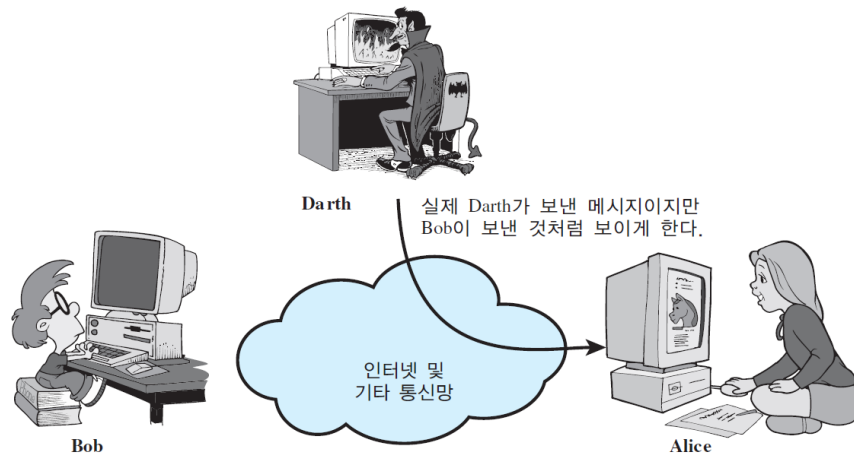 Darth
실제 Darth가 보낸 메시지이지만
Bob이 보낸 것처럼 보이게 한다.
인터넷 및
기타 통신망
Bob
Alice